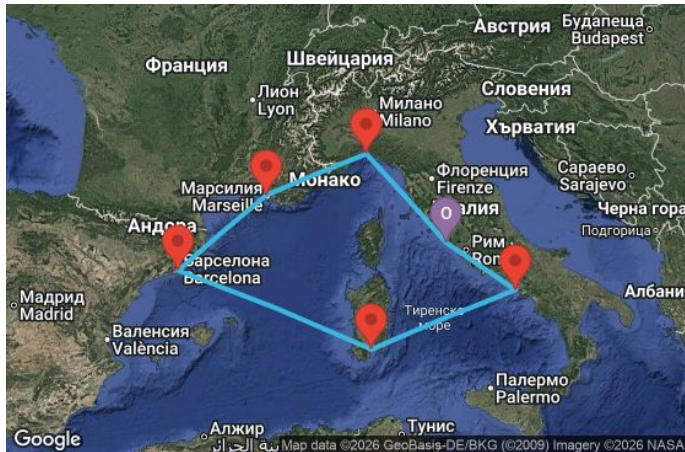 Австрия
Будапеща
Budapest
Швейцария
Франция
Словения
Лион
Lyon
Милано
Milano
Хърватия
Монако
Флоренция
Firenze
Сараево
Sarajevo
Марсилия
Marseille
O
Андора
Черна гора
Подгорица
Рим
Барселона
Barcelona
Мадрид
Madrid
Тиренско
море
Албани
Валенсия
València
Палермо
Palermo
Алжир
Тунис
Google
Map data ©2026 GeoBasis-DE/BKG (©2009) Imagery ©2026 NASA